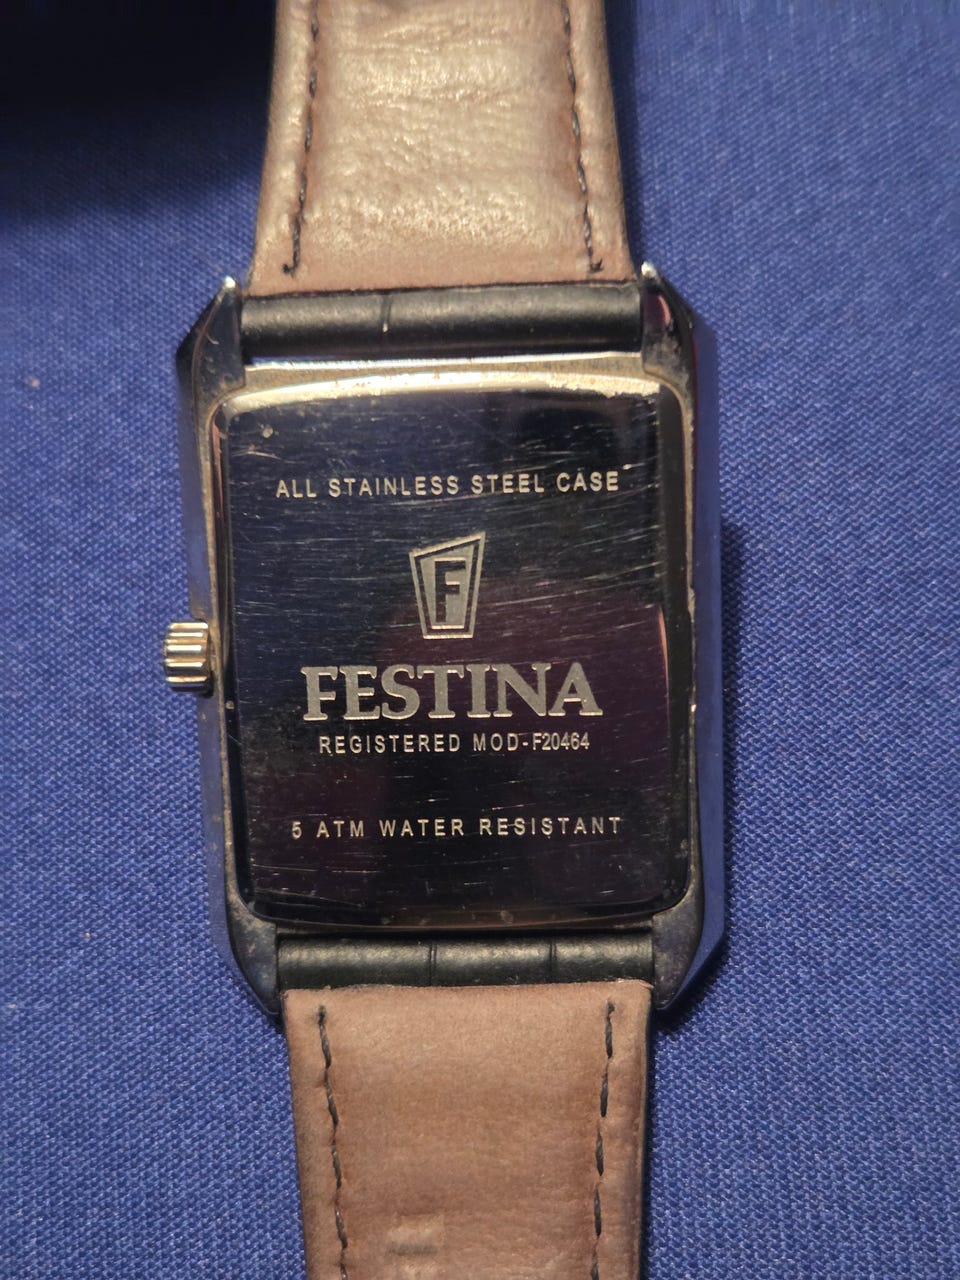 ALL STAINLESS STEEL CASE
F
FESTINA
REGISTERED MOD-F20464
5 ATM WATER RESISTANT